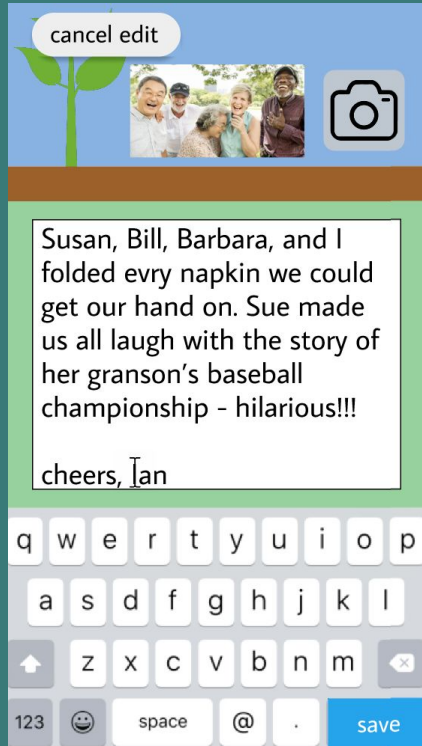 cancel edit
Susan, Bill, Barbara, and I
folded evry napkin we could
get our hand on. Sue made
us all laugh with the story of
her granson's baseball
championship - hilarious!!!
cheers, Ian
q w e r t y u i o p
a s d f g h j k l
z x c v b n m
123 space @ . save